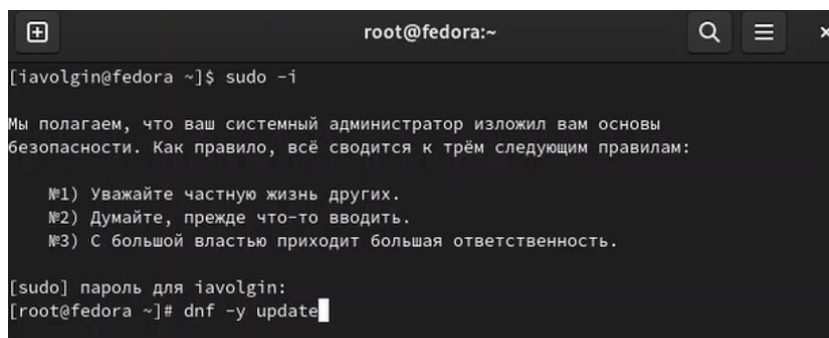 root@fedora:~
[iavolgin@fedora ~]$ sudo -i
Мы полагаем, что ваш системный администратор изложил вам основы
безопасности. Как правило, всё сводится к трём следующим правилам:
№1) Уважайте частную жизнь других.
№2) Думайте, прежде что-то вводить.
№3) С большой властью приходит большая ответственность.
[sudo] пароль для iavolgin:
[root@fedora ~]# dnf -y update